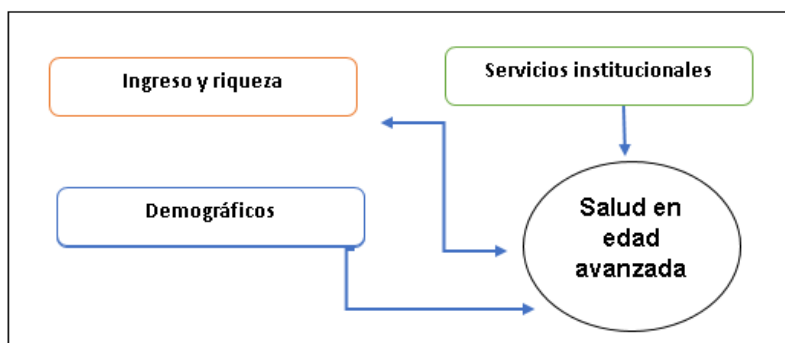 Ingreso y riqueza
Servicios institucionales
Demográficos
Salud en
edad
avanzada